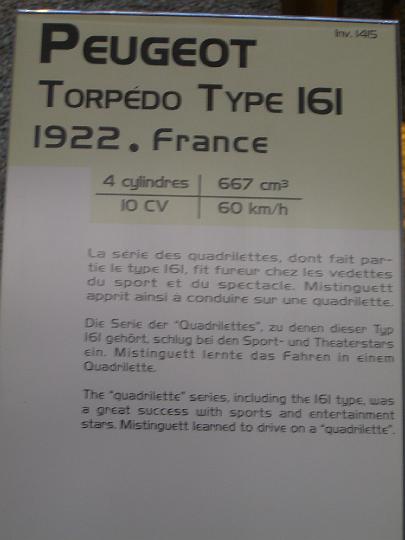 PEUGEOT
Inv. 1415
TORPÉDO TYPE 161
1922. France
4 cylindres 667 cm³
10 CV 60 km/h
La série des quadrilettes, dont fait par-
tie le type 161, fit fureur chez les vedettes
du sport et du spectacle. Mistinguett
apprit ainsi à conduire sur une quadrilette.
Die Serie der "Quadrilettes", zu denen dieser Typ
161 gehört, schlug bei den Sport- und Theaterstars
ein. Mistinguett lernte das Fahren in einem
Quadrilette.
The "quadrilette" series, including the 161 type, was
a great success with sports and entertainment
stars. Mistinguett learned to drive on a "quadrilette".